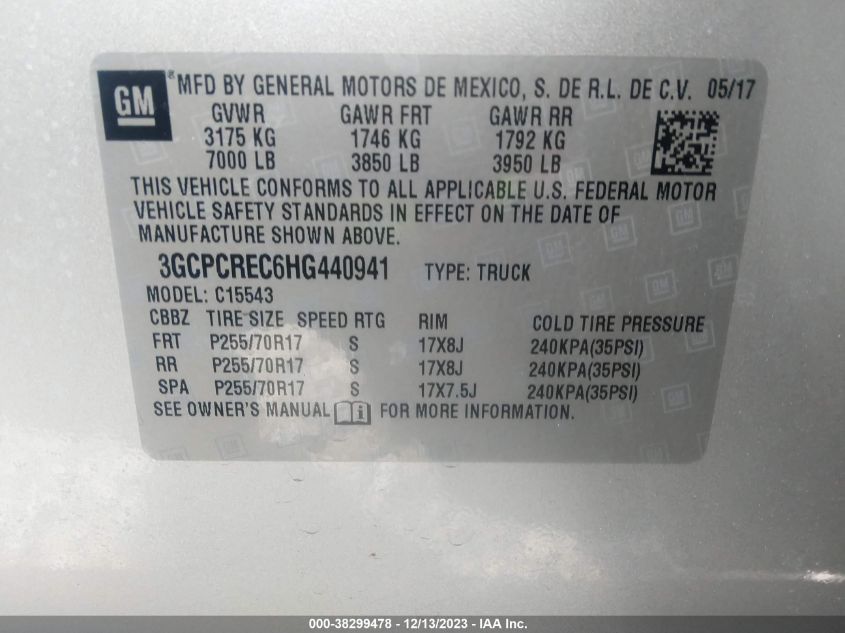 GM ® MFD BY GENERAL MOTORS DE MEXICO, S. DE R.L. DE C.V. 05/17
GVWR GAWR FRT GAWR RR
3175 KG 1746 KG 1792 KG
7000 LB 3850 LB 3950 LB
THIS VEHICLE CONFORMS TO ALL APPLICABLE U.S. FEDERAL MOTOR
VEHICLE SAFETY STANDARDS IN EFFECT ON THE DATE OF
MANUFACTURE SHOWN ABOVE.
3GCPCREC6HG440941 TYPE: TRUCK
MODEL: C15543
CBBZ TIRE SIZE SPEED RTG RIM COLD TIRE PRESSURE
FRT P255/70R17 S 17X8J 240KPA(35PSI)
RR P255/70R17 S 17X8J 240KPA(35PSI)
SPA P255/70R17 S 17X7.5J 240KPA(35PSI)
SEE OWNER'S MANUAL FOR MORE INFORMATION.
000-38299478 - 12/13/2023 - IAA Inc.